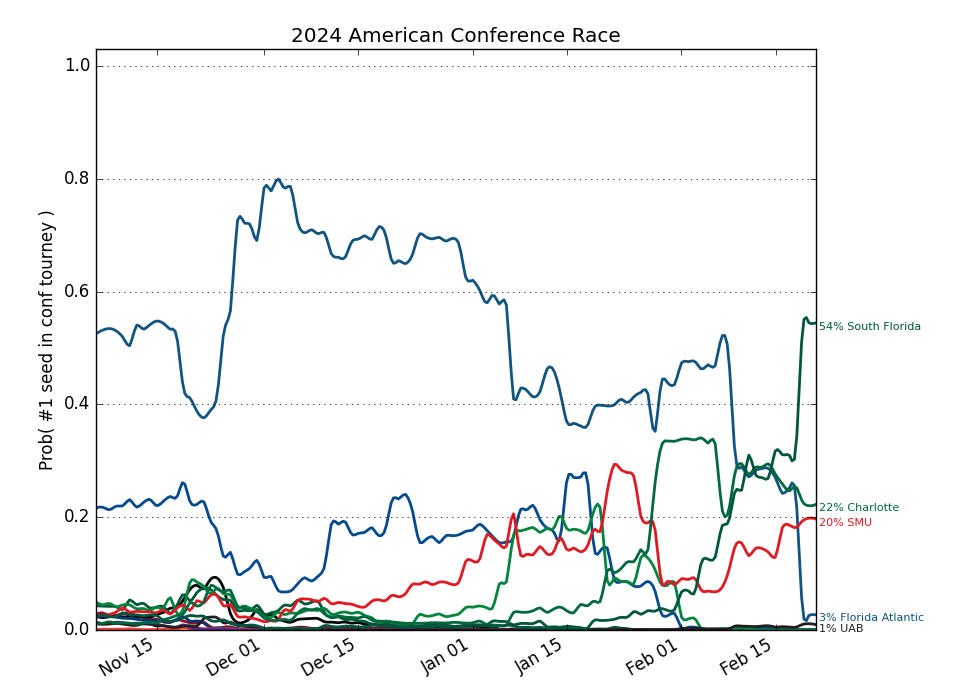 2024 American Conference Race
Prob( #1 seed in conf tourney )
1.0
0.8
0.6
0.4
0.2
0.0
54% South Florida
22% Charlotte
20% SMU
3% Florida Atlantic
1% UAB
Nov 15
Dec 01
Dec 15
Jan 01
Jan 15
Feb 01
Feb 15